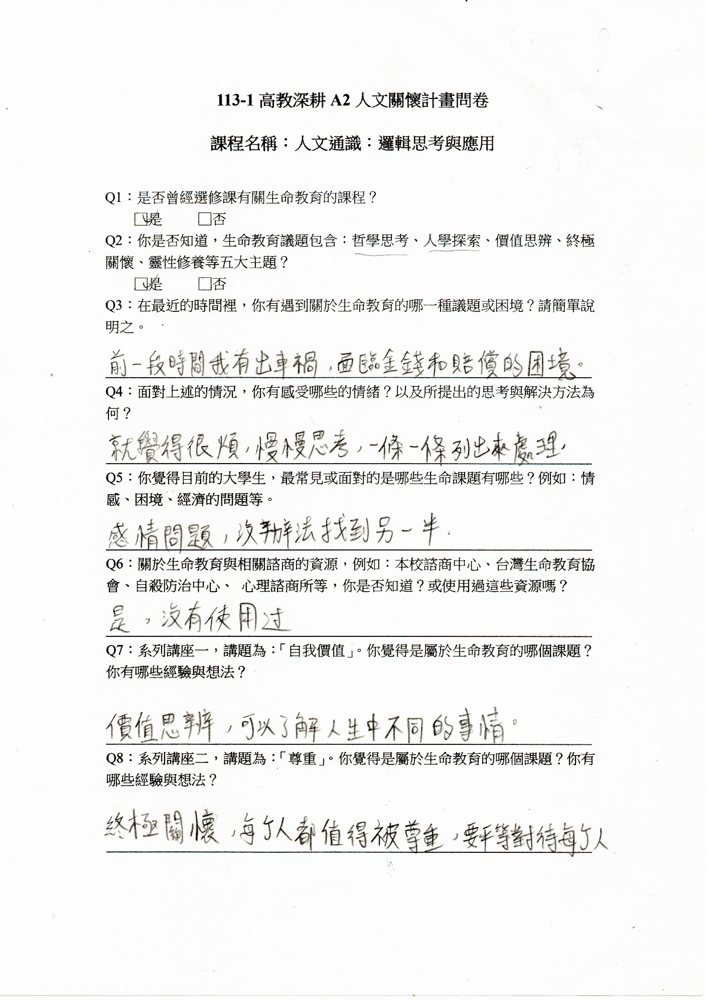 113-1 高教深耕 A2 人文關懷計畫問卷
課程名稱：人文通識：邏輯思考與應用
Q1：是否曾經選修課有關生命教育的課程？
☑是 □否
Q2：你是否知道，生命教育議題包含：哲學思考、人學探索、價值思辨、終極
關懷、靈性修養等五大主題？
☑是 □否
Q3：在最近的時間裡，你有遇到關於生命教育的哪一種議題或困境？請簡單說
明之。
前一段時間我有出車禍，面臨金錢和賠償的困境。
Q4：面對上述的情況，你有感受哪些的情緒？以及所提出的思考與解決方法為
何？
就覺得很煩，慢慢思考，一條一條列出來處理，
Q5：你覺得目前的大學生，最常見或面對的是哪些生命課題有哪些？例如：情
感、困境、經濟的問題等。
感情問題，沒辦法找到另一半.
Q6：關於生命教育與相關諮商的資源，例如：本校諮商中心、台灣生命教育協
會、自殺防治中心、 心理諮商所等，你是否知道？或使用過這些資源嗎？
是，沒有使用过
Q7：系列講座一，講題為：「自我價值」。你覺得是屬於生命教育的哪個課題？
你有哪些經驗與想法？
價值思辨，可以了解人生中不同的事情。
Q8：系列講座二，講題為：「尊重」。你覺得是屬於生命教育的哪個課題？你有
哪些經驗與想法？
終極關懷，每个人都值得被尊重，要平等對待每个人